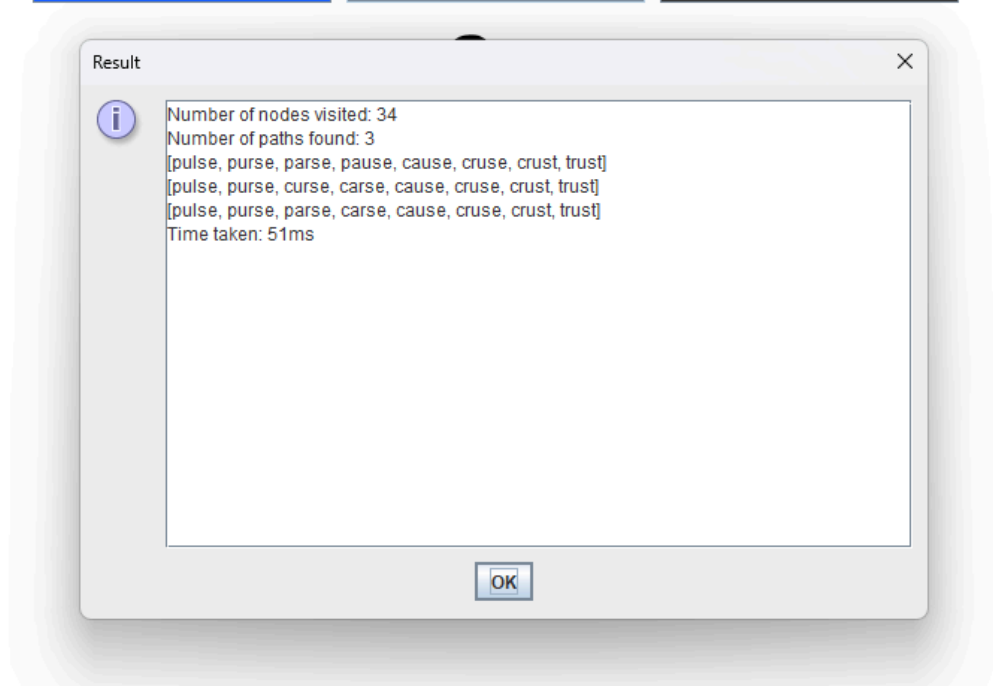 Result
Number of nodes visited: 34
Number of paths found: 3
[pulse, purse, parse, pause, cause, cruse, crust, trust]
[pulse, purse, curse, carse, cause, cruse, crust, trust]
[pulse, purse, parse, carse, cause, cruse, crust, trust]
Time taken: 51ms
OK